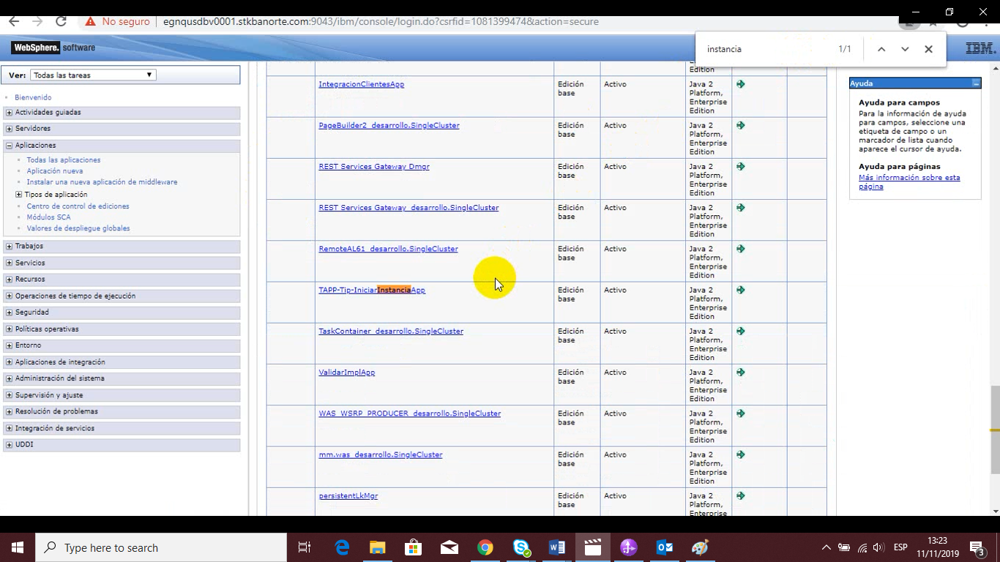 No seguro egnqusdbv0001.stkbanorte.com:9043/ibm/console/login.do?csrfid=1081399474&action=secure
instancia 1/1
WebSphere. software
IBM.
Ver: Todas las tareas
Bienvenido
Actividades guiadas
Servidores
Aplicaciones
Todas las aplicaciones
Aplicación nueva
Instalar una nueva aplicación de middleware
Tipos de aplicación
Centro de control de ediciones
Módulos SCA
Valores de despliegue globales
Trabajos
Servicios
Recursos
Operaciones de tiempo de ejecución
Seguridad
Políticas operativas
Entorno
Aplicaciones de integración
Administración del sistema
Supervisión y ajuste
Resolución de problemas
Integración de servicios
UDDI
Edition
IntegracionClientesApp Edición base Activo Java 2 Platform, Enterprise Edition
PageBuilder2_desarrollo.SingleCluster Edición base Activo Java 2 Platform, Enterprise Edition
REST Services Gateway Dmgr Edición base Activo Java 2 Platform, Enterprise Edition
REST Services Gateway_desarrollo.SingleCluster Edición base Activo Java 2 Platform, Enterprise Edition
RemoteAL61_desarrollo.SingleCluster Edición base Activo Java 2 Platform, Enterprise Edition
TAPP-Tip-IniciarInstanciaApp Edición base Activo Java 2 Platform, Enterprise Edition
TaskContainer_desarrollo.SingleCluster Edición base Activo Java 2 Platform, Enterprise Edition
ValidarImplApp Edición base Activo Java 2 Platform, Enterprise Edition
WAS_WSRP_PRODUCER_desarrollo.SingleCluster Edición base Activo Java 2 Platform, Enterprise Edition
mm.was_desarrollo.SingleCluster Edición base Activo Java 2 Platform, Enterprise Edition
persistentLkMgr Edición base Activo Java 2 Platform, Enterprise
Ayuda
Ayuda para campos
Para la información de ayuda
para campos, seleccione una
etiqueta de campo o un
marcador de lista cuando
aparece el cursor de ayuda.
Ayuda para páginas
Más información sobre esta
página
Type here to search
ESP
13:23
11/11/2019
3